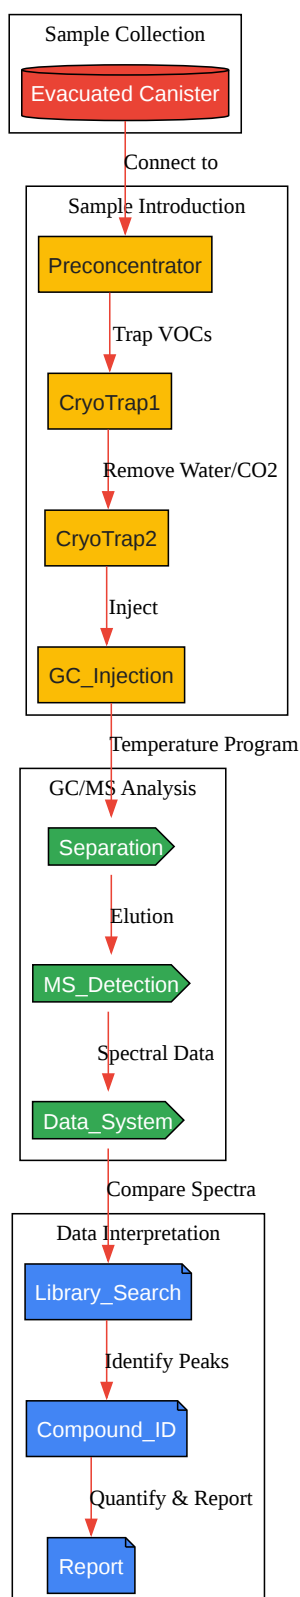 Sample Collection
Evacuated Canister
Connect to
Sample Introduction
Preconcentrator
Trap VOCs
CryoTrap1
Remove Water/CO2
CryoTrap2
Inject
GC_Injection
Temperature Program
GC/MS Analysis
Separation
Elution
MS_Detection
Spectral Data
Data_System
Compare Spectra
Data Interpretation
Library_Search
Identify Peaks
Compound_ID
Quantify & Report
Report